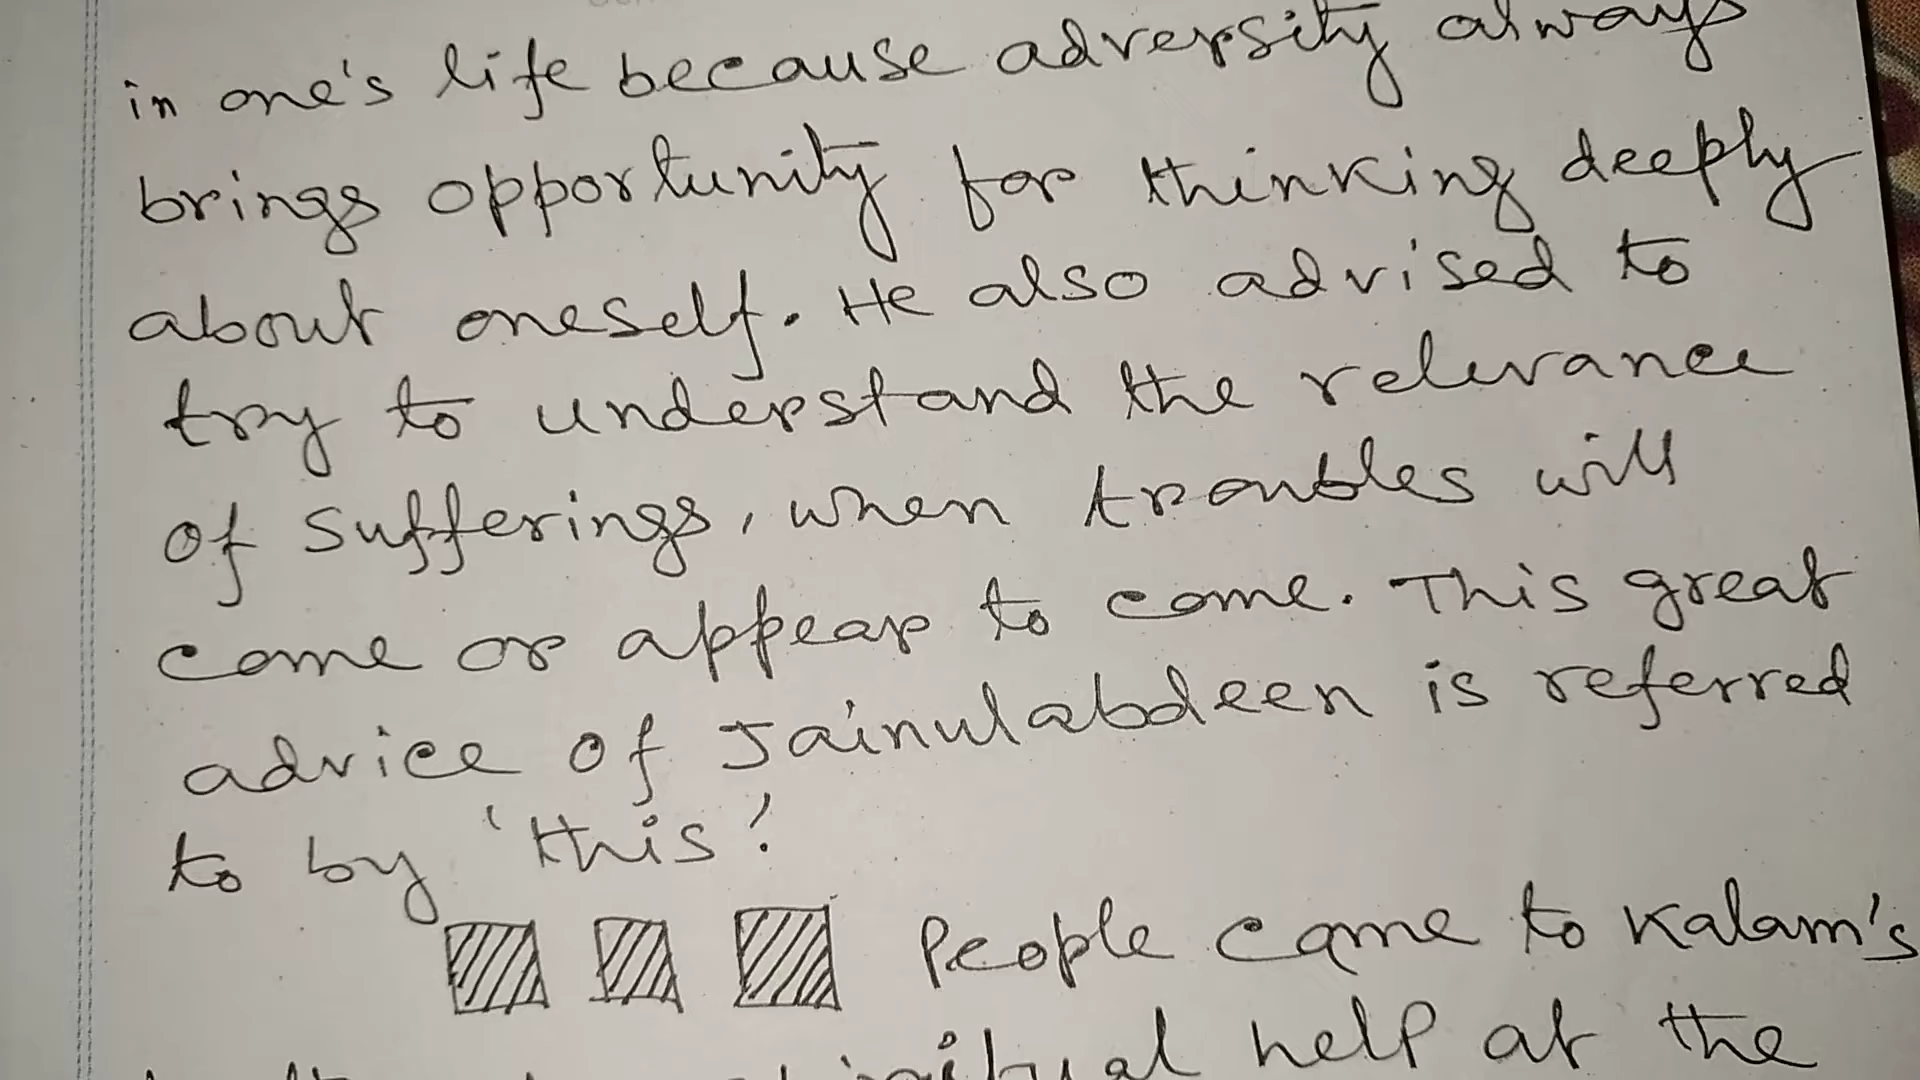 in one's life because adversity always
brings opportunity for thinking deeply
about oneself. He also advised to
try to understand the relevance
of sufferings, when troubles will
come or appear to come. This great
advice of Jainulabdeen is referred
to by 'this'.
People came to Kalam's
spiritual help at the